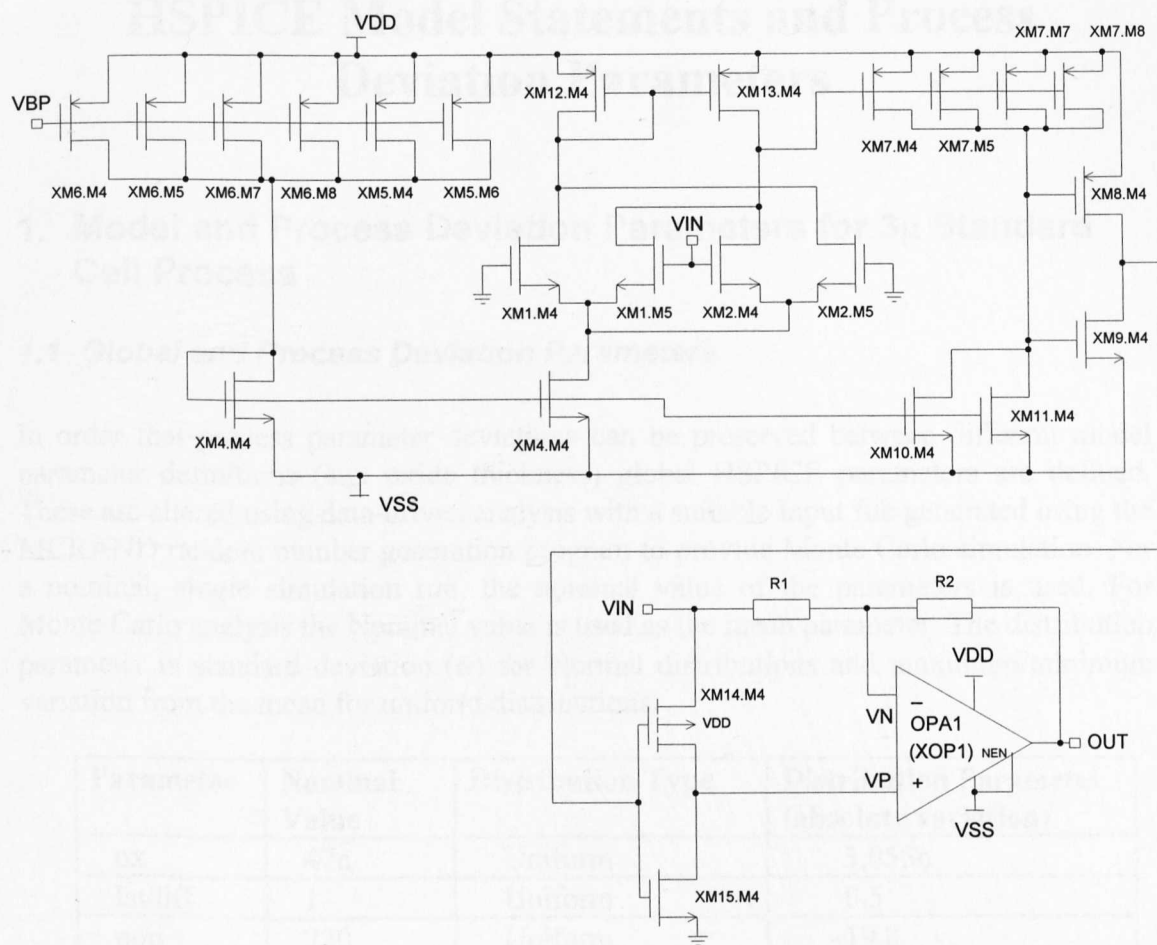 HSPICE Model Statements and Process
Deviation Parameters
VDD
XM7.M7 XM7.M8
VBP
XM12.M4 XM13.M4
XM6.M4 XM6.M5 XM6.M7 XM6.M8 XM5.M4 XM5.M6
XM7.M4 XM7.M5
XM8.M4
1. Model and Process Deviation Parameters for 3µ Standard
Cell Process
VIN
XM1.M4 XM1.M5 XM2.M4 XM2.M5
XM9.M4
1.1 Global and Process Deviation Parameters
XM4.M4 XM4.M4 XM10.M4 XM11.M4
In order that process parameter deviations can be preserved between different model
parameter definitions (e.g. oxide thickness) global HSPICE parameters are defined.
VSS
These are altered using data driven analysis with a suitable input file generated using the
random number generation program to provide Monte Carlo simulation. For
a nominal, single simulation run, the nominal value of the parameters is used. For
Monte Carlo analysis the Nominal value is used as the mean parameter. The distribution
parameter is standard deviation for normal distributions and maximum/minimum
variation from the mean for uniform distributions.
R1 R2
VIN
VDD
XM14.M4
VDD
VN −
OPA1
(XOP1) NEN
OUT
VP +
VSS
Parameter Nominal Value Distribution Type Distribution Parameter (absolute variation)
Uniform
1 Uniform 0.5
Uniform
XM15.M4